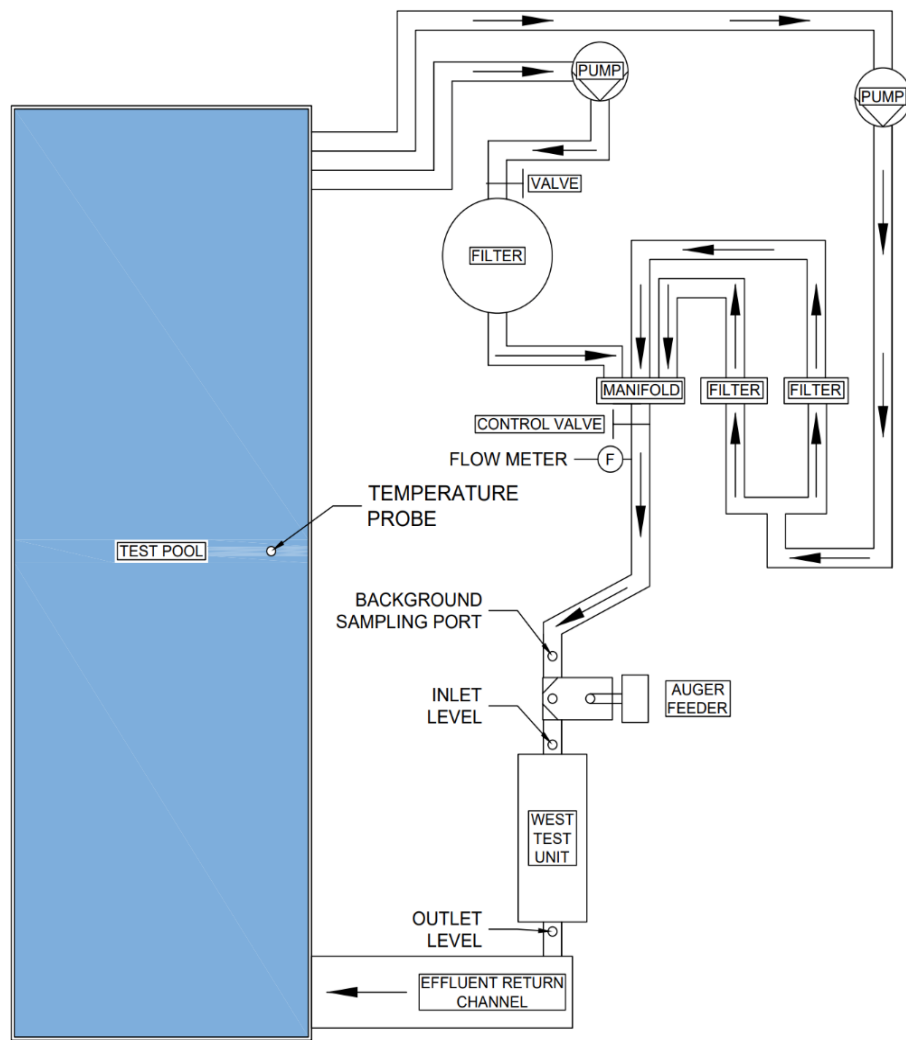 PUMP
PUMP
VALVE
FILTER
MANIFOLD
FILTER
FILTER
CONTROL VALVE
FLOW METER
F
TEMPERATURE
PROBE
TEST POOL
BACKGROUND
SAMPLING PORT
INLET
LEVEL
AUGER
FEEDER
WEST
TEST
UNIT
OUTLET
LEVEL
EFFLUENT RETURN
CHANNEL